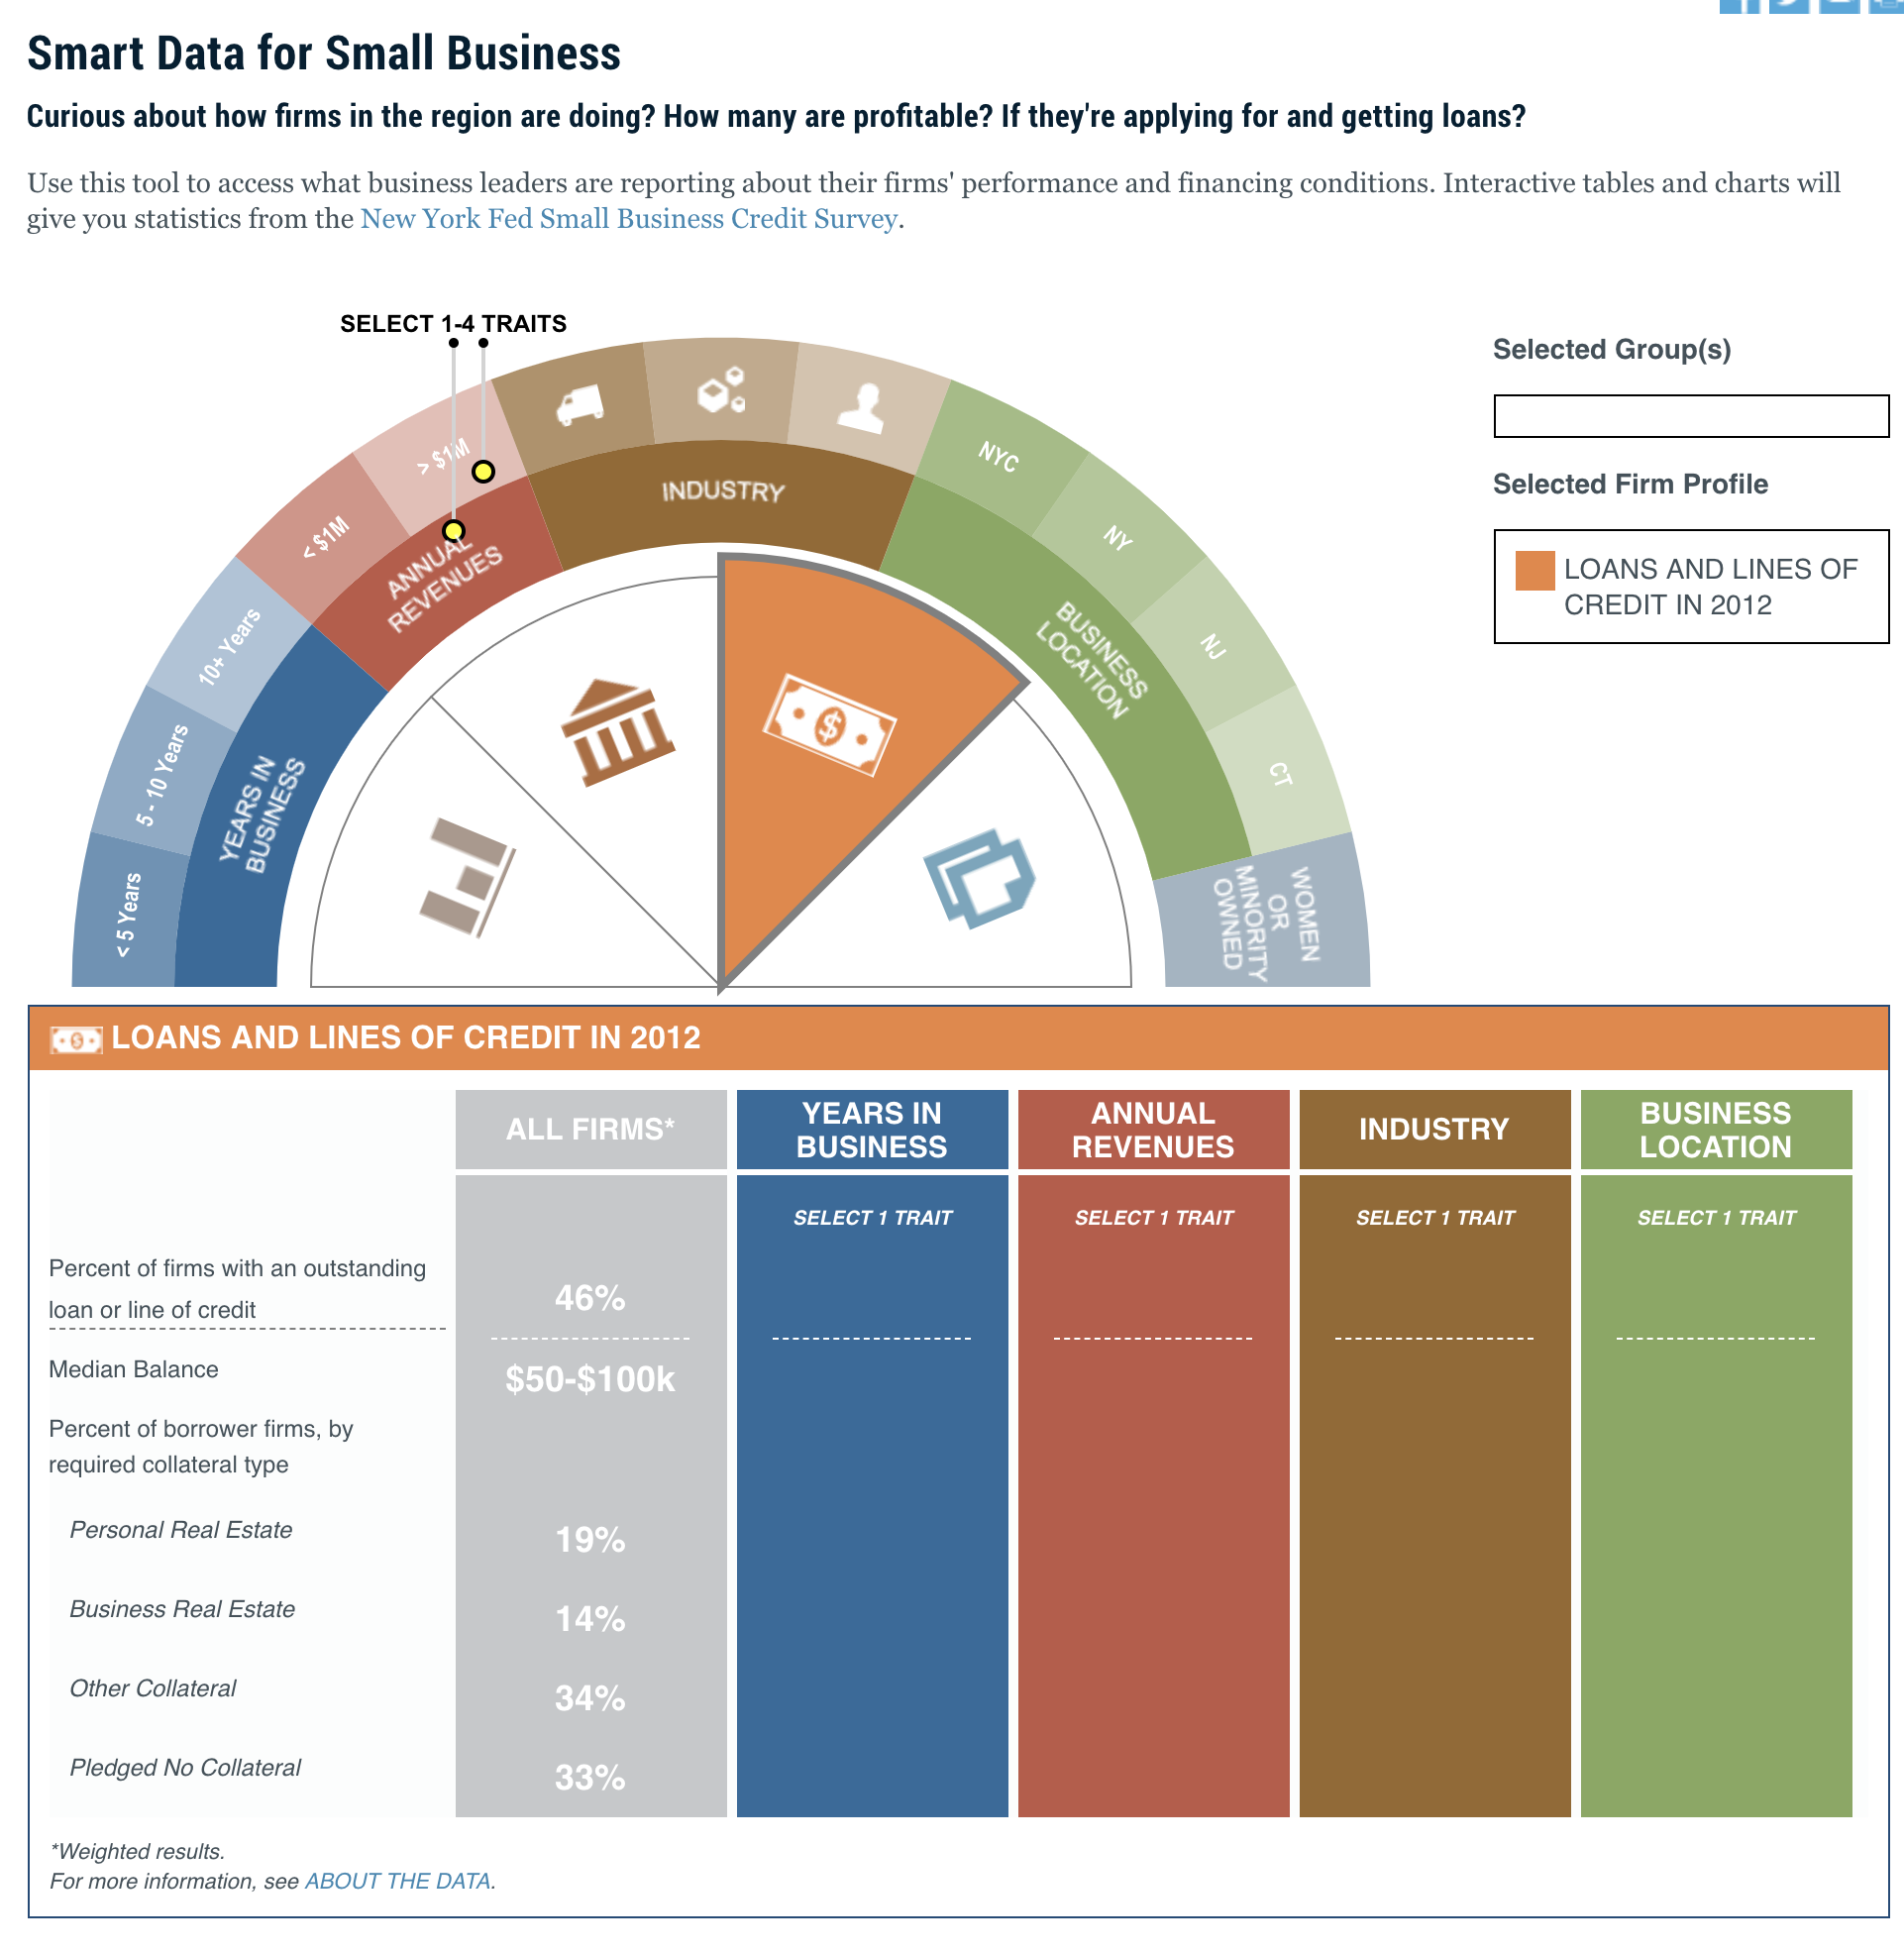 Smart Data for Small Business
Curious about how firms in the region are doing? How many are profitable? If they're applying for and getting loans?
Use this tool to access what business leaders are reporting about their firms' performance and financing conditions. Interactive tables and charts will
give you statistics from the New York Fed Small Business Credit Survey.
SELECT 1-4 TRAITS
< 5 Years
5 - 10 Years
10+ Years
YEARS IN
BUSINESS
< $1M
> $1M
ANNUAL
REVENUES
INDUSTRY
NYC
NY
NJ
CT
BUSINESS
LOCATION
WOMEN
OR
MINORITY
OWNED
$
Selected Group(s)
Selected Firm Profile
LOANS AND LINES OF
CREDIT IN 2012
$ LOANS AND LINES OF CREDIT IN 2012
ALL FIRMS*
YEARS IN
BUSINESS
ANNUAL
REVENUES
INDUSTRY
BUSINESS
LOCATION
SELECT 1 TRAIT
SELECT 1 TRAIT
SELECT 1 TRAIT
SELECT 1 TRAIT
Percent of firms with an outstanding
loan or line of credit
46%
Median Balance
$50-$100k
Percent of borrower firms, by
required collateral type
Personal Real Estate
19%
Business Real Estate
14%
Other Collateral
34%
Pledged No Collateral
33%
*Weighted results.
For more information, see ABOUT THE DATA.